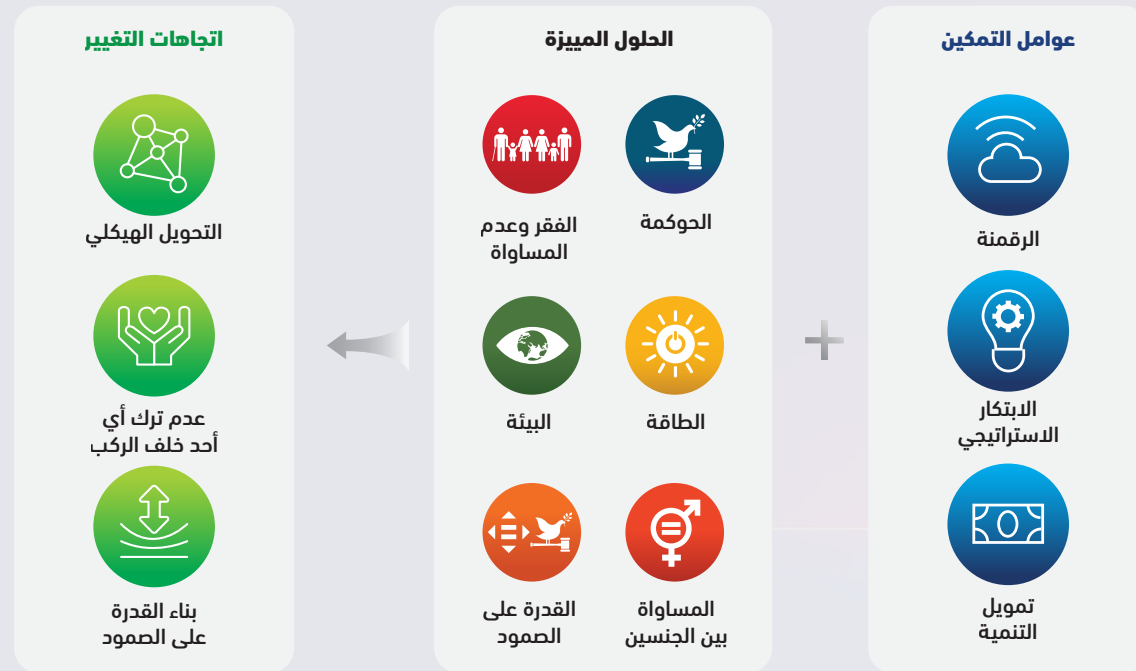 عوامل التمكين
الرقمنة
الابتكار
الاستراتيجي
تمويل
التنمية
الحلول المييزة
الحوكمة
الفقر وعدم
المساواة
الطاقة
البيئة
المساواة
بين الجنسين
القدرة على
الصمود
اتجاهات التغيير
التحويل الهيكلي
عدم ترك أي
أحد خلف الركب
بناء القدرة
على الصمود